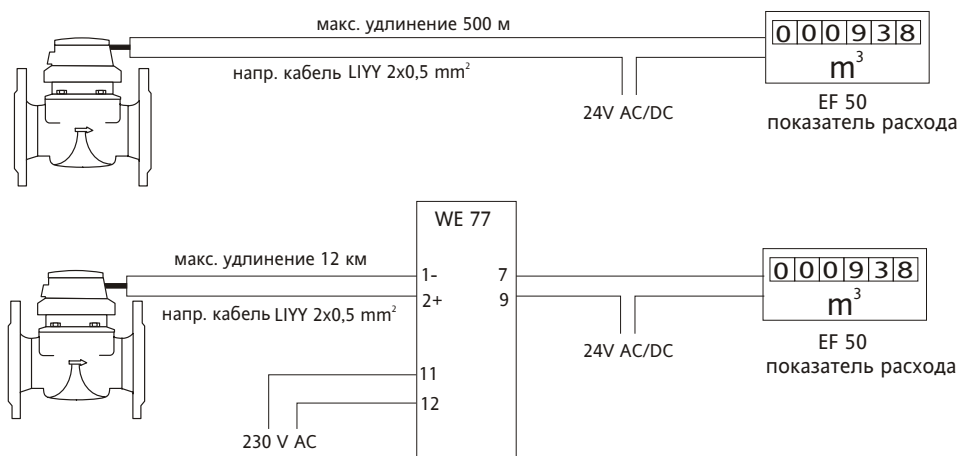 макс. удлинение 500 м
напр. кабель LIYY 2x0,5 mm²
24V AC/DC
000938
m³
EF 50
показатель расхода
WE 77
макс. удлинение 12 км
напр. кабель LIYY 2x0,5 mm²
1-
2+
7
9
11
12
230 V AC
24V AC/DC
000938
m³
EF 50
показатель расхода